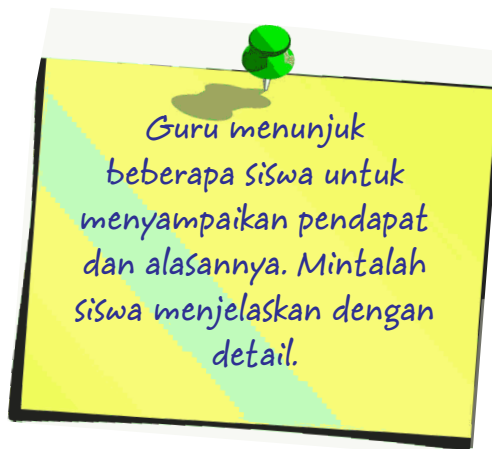 Guru menunjuk
beberapa siswa untuk
menyampaikan pendapat
dan alasannya. Mintalah
siswa menjelaskan dengan
detail.